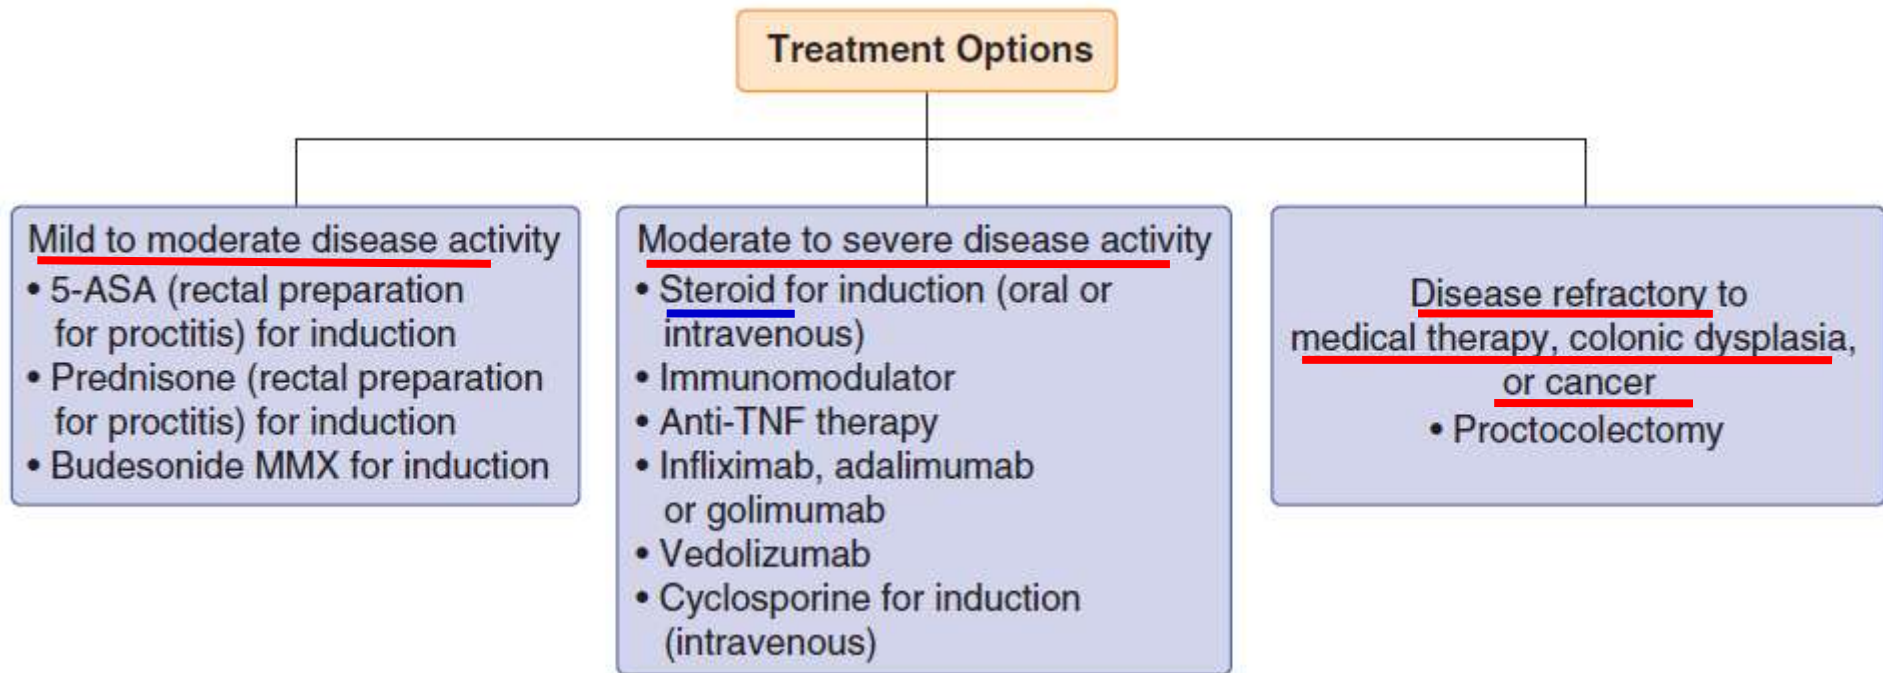 Treatment Options
Mild to moderate disease activity
• 5-ASA (rectal preparation
for proctitis) for induction
• Prednisone (rectal preparation
for proctitis) for induction
• Budesonide MMX for induction
Moderate to severe disease activity
• Steroid for induction (oral or
intravenous)
• Immunomodulator
• Anti-TNF therapy
• Infliximab, adalimumab
or golimumab
• Vedolizumab
• Cyclosporine for induction
(intravenous)
Disease refractory to
medical therapy, colonic dysplasia,
or cancer
• Proctocolectomy